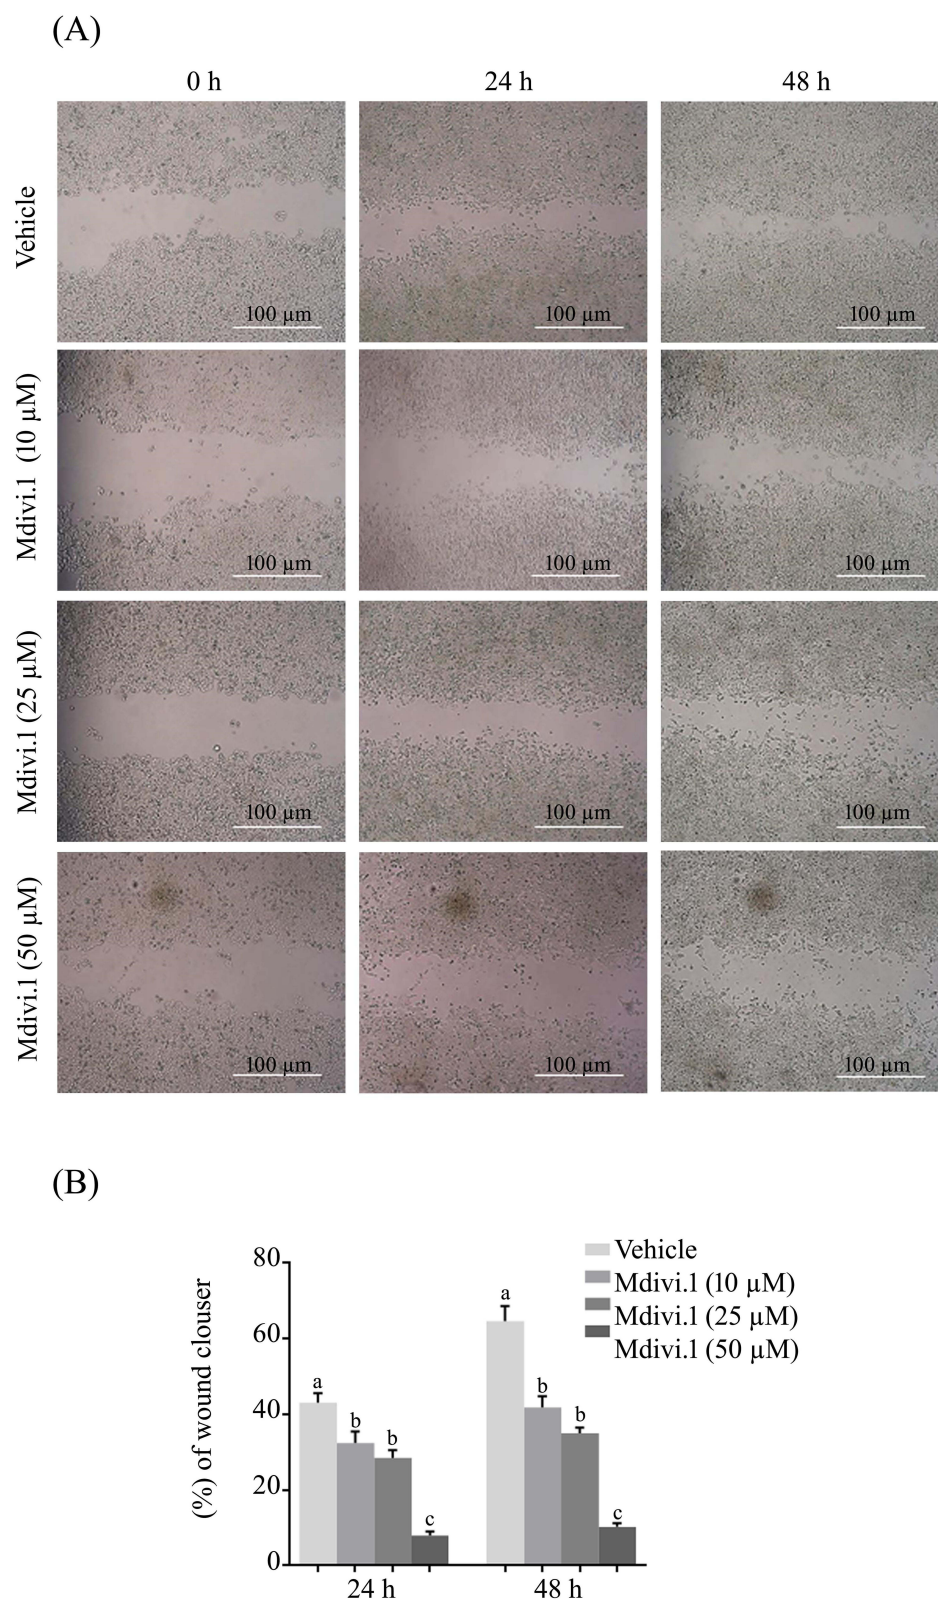 (A)
0 h 24 h 48 h
Vehicle
100 µm 100 µm 100 µm
Mdivi.1 (10 µM)
100 µm 100 µm 100 µm
Mdivi.1 (25 µM)
100 µm 100 µm 100 µm
Mdivi.1 (50 µM)
100 µm 100 µm 100 µm
(B)
(%) of wound clouser
80
60
40
20
0
a
b
b
c
a
b
b
c
24 h 48 h
Vehicle
Mdivi.1 (10 µM)
Mdivi.1 (25 µM)
Mdivi.1 (50 µM)